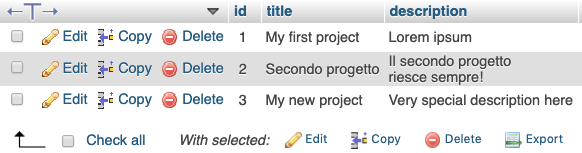 id title description
Edit Copy Delete 1 My first project Lorem ipsum
Edit Copy Delete 2 Secondo progetto Il secondo progetto
riesce sempre!
Edit Copy Delete 3 My new project Very special description here
Check all With selected: Edit Copy Delete Export